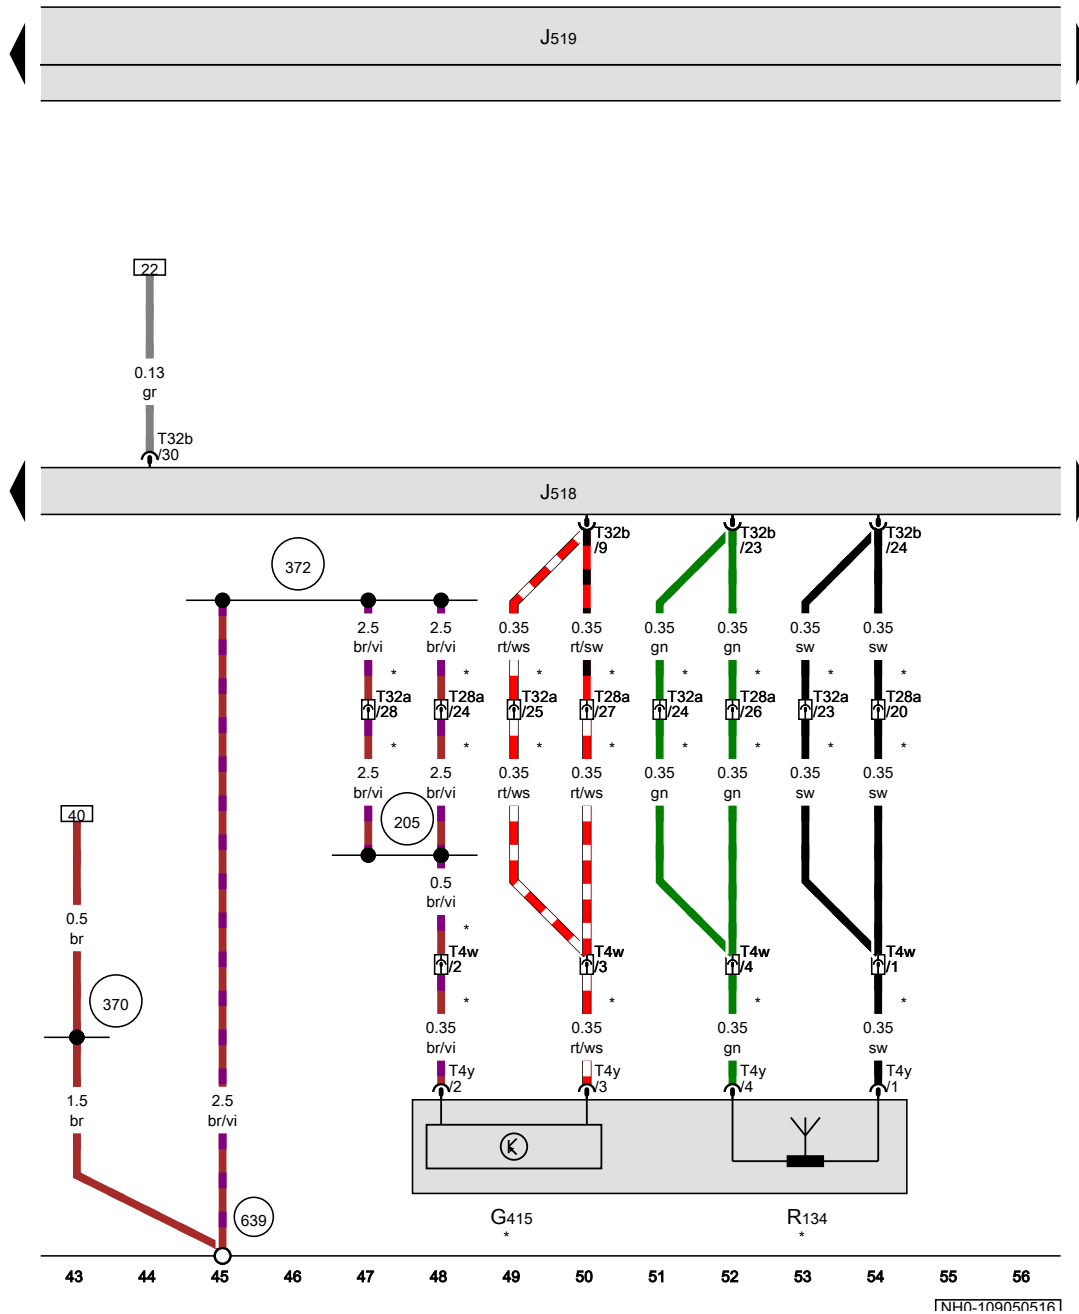 J519
22
0.13
gr
T32b
/30
J518
T32b
/9
T32b
/23
T32b
/24
372
2.5 2.5 0.35 0.35 0.35 0.35 0.35 0.35
br/vi br/vi rt/ws rt/sw gn gn sw sw
* * * * * * * *
T32a T28a T32a T28a T32a T28a T32a T28a
/28 /24 /25 /27 /24 /26 /23 /20
* * * * * * * *
2.5 2.5 0.35 0.35 0.35 0.35 0.35 0.35
br/vi br/vi rt/ws rt/ws gn gn sw sw
40
205
0.5
br/vi
0.5
br
*
T4w T4w T4w T4w
/2 /3 /4 /1
* * * *
370
0.35 0.35 0.35 0.35
br/vi rt/ws gn sw
T4y T4y T4y T4y
/2 /3 /4 /1
1.5 2.5
br br/vi
639
G415 R134
* *
43 44 45 46 47 48 49 50 51 52 53 54 55 56
NH0-109050516